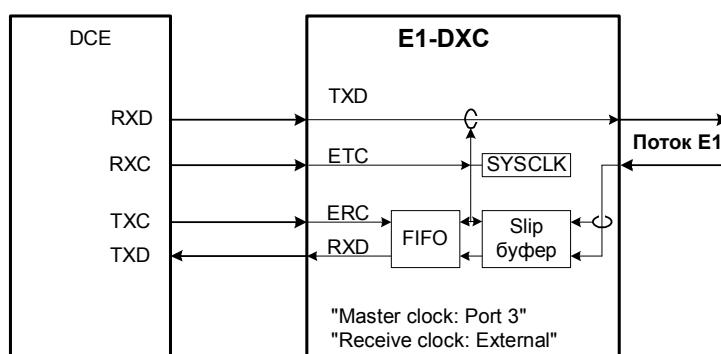 DCE
E1-DXC
TXD
RXD
Поток E1
RXC
ETC
SYSCLK
TXC
ERC
FIFO
Slip
буфер
TXD
RXD
"Master clock: Port 3"
"Receive clock: External"